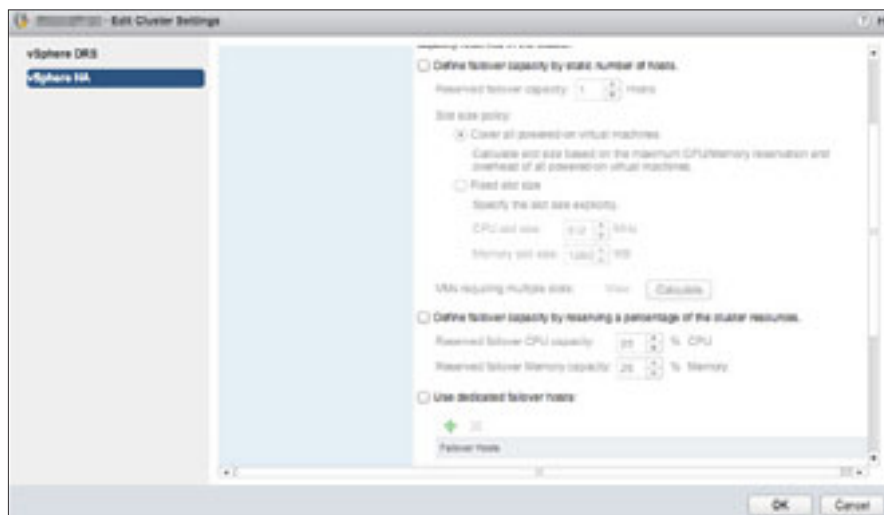 - Edit Cluster Settings
vSphere DRS
vSphere HA
Define failover capacity by static number of hosts.
Reserved failover capacity: 1 Hosts
Slot size policy:
Cover all powered-on virtual machines
Calculate slot size based on the maximum CPU/Memory reservation and
overhead of all powered-on virtual machines.
Fixed slot size
Specify the slot size explicitly.
CPU slot size: MHz
Memory slot size: MB
VMs requiring multiple slots: View Calculate
Define failover capacity by reserving a percentage of the cluster resources.
Reserved failover CPU capacity: 25 % CPU
Reserved failover Memory capacity: 25 % Memory
Use dedicated failover hosts:
Failover Hosts
OK Cancel